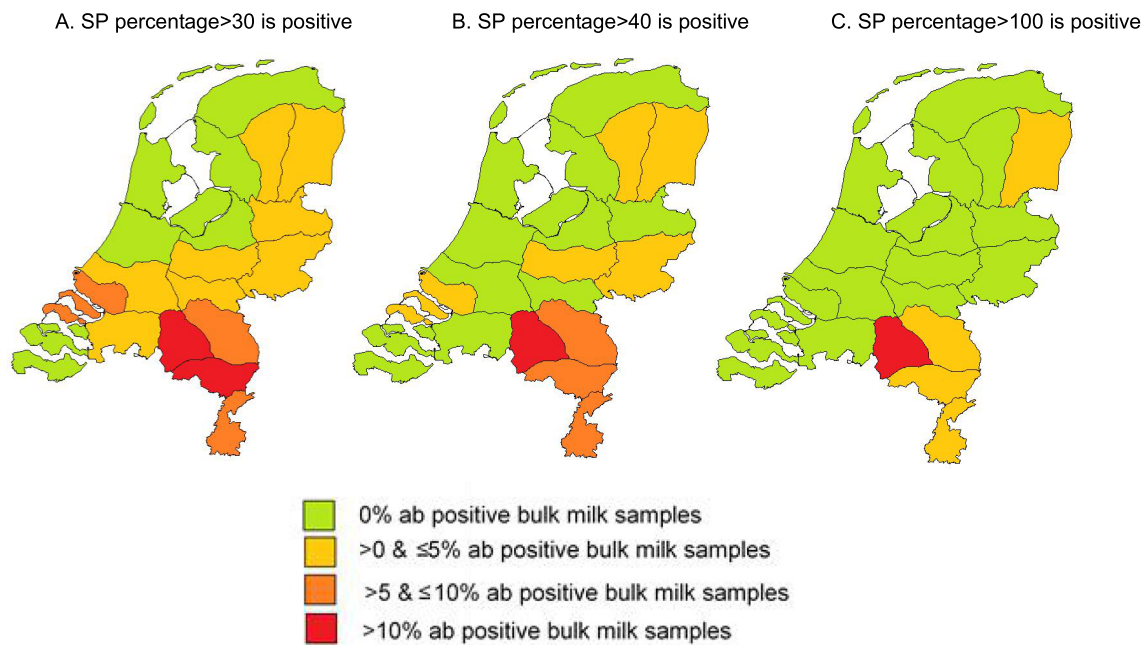 A. SP percentage>30 is positive
B. SP percentage>40 is positive
C. SP percentage>100 is positive
0% ab positive bulk milk samples
>0 & ≤5% ab positive bulk milk samples
>5 & ≤10% ab positive bulk milk samples
>10% ab positive bulk milk samples